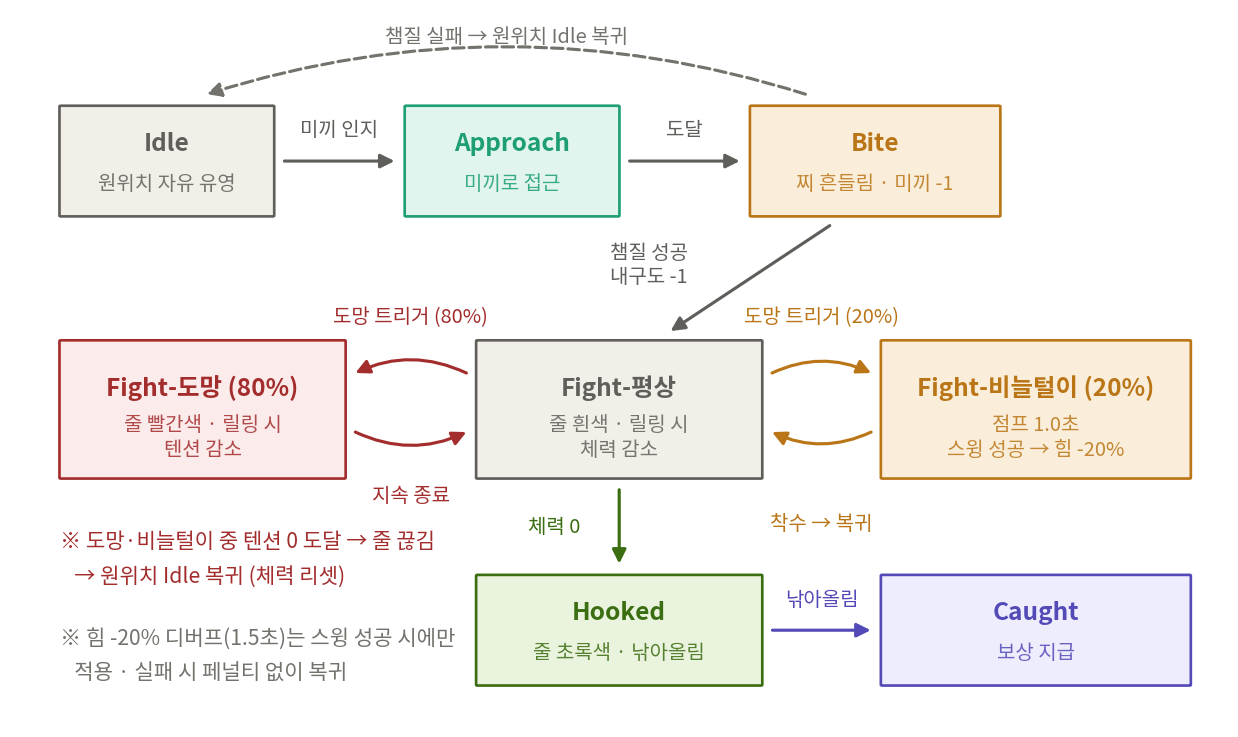 챔질 실패 → 원위치 Idle 복귀
Idle
원위치 자유 유영
미끼 인지
Approach
미끼로 접근
도달
Bite
찌 흔들림 · 미끼 -1
챔질 성공
내구도 -1
도망 트리거 (80%)
도망 트리거 (20%)
Fight-도망 (80%)
줄 빨간색 · 릴링 시
텐션 감소
Fight-평상
줄 흰색 · 릴링 시
체력 감소
Fight-비늘털이 (20%)
점프 1.0초
스윙 성공 → 힘 -20%
지속 종료
체력 0
착수 → 복귀
※ 도망·비늘털이 중 텐션 0 도달 → 줄 끊김
→ 원위치 Idle 복귀 (체력 리셋)
Hooked
줄 초록색 · 낚아올림
낚아올림
Caught
보상 지급
※ 힘 -20% 디버프(1.5초)는 스윙 성공 시에만
적용 · 실패 시 페널티 없이 복귀